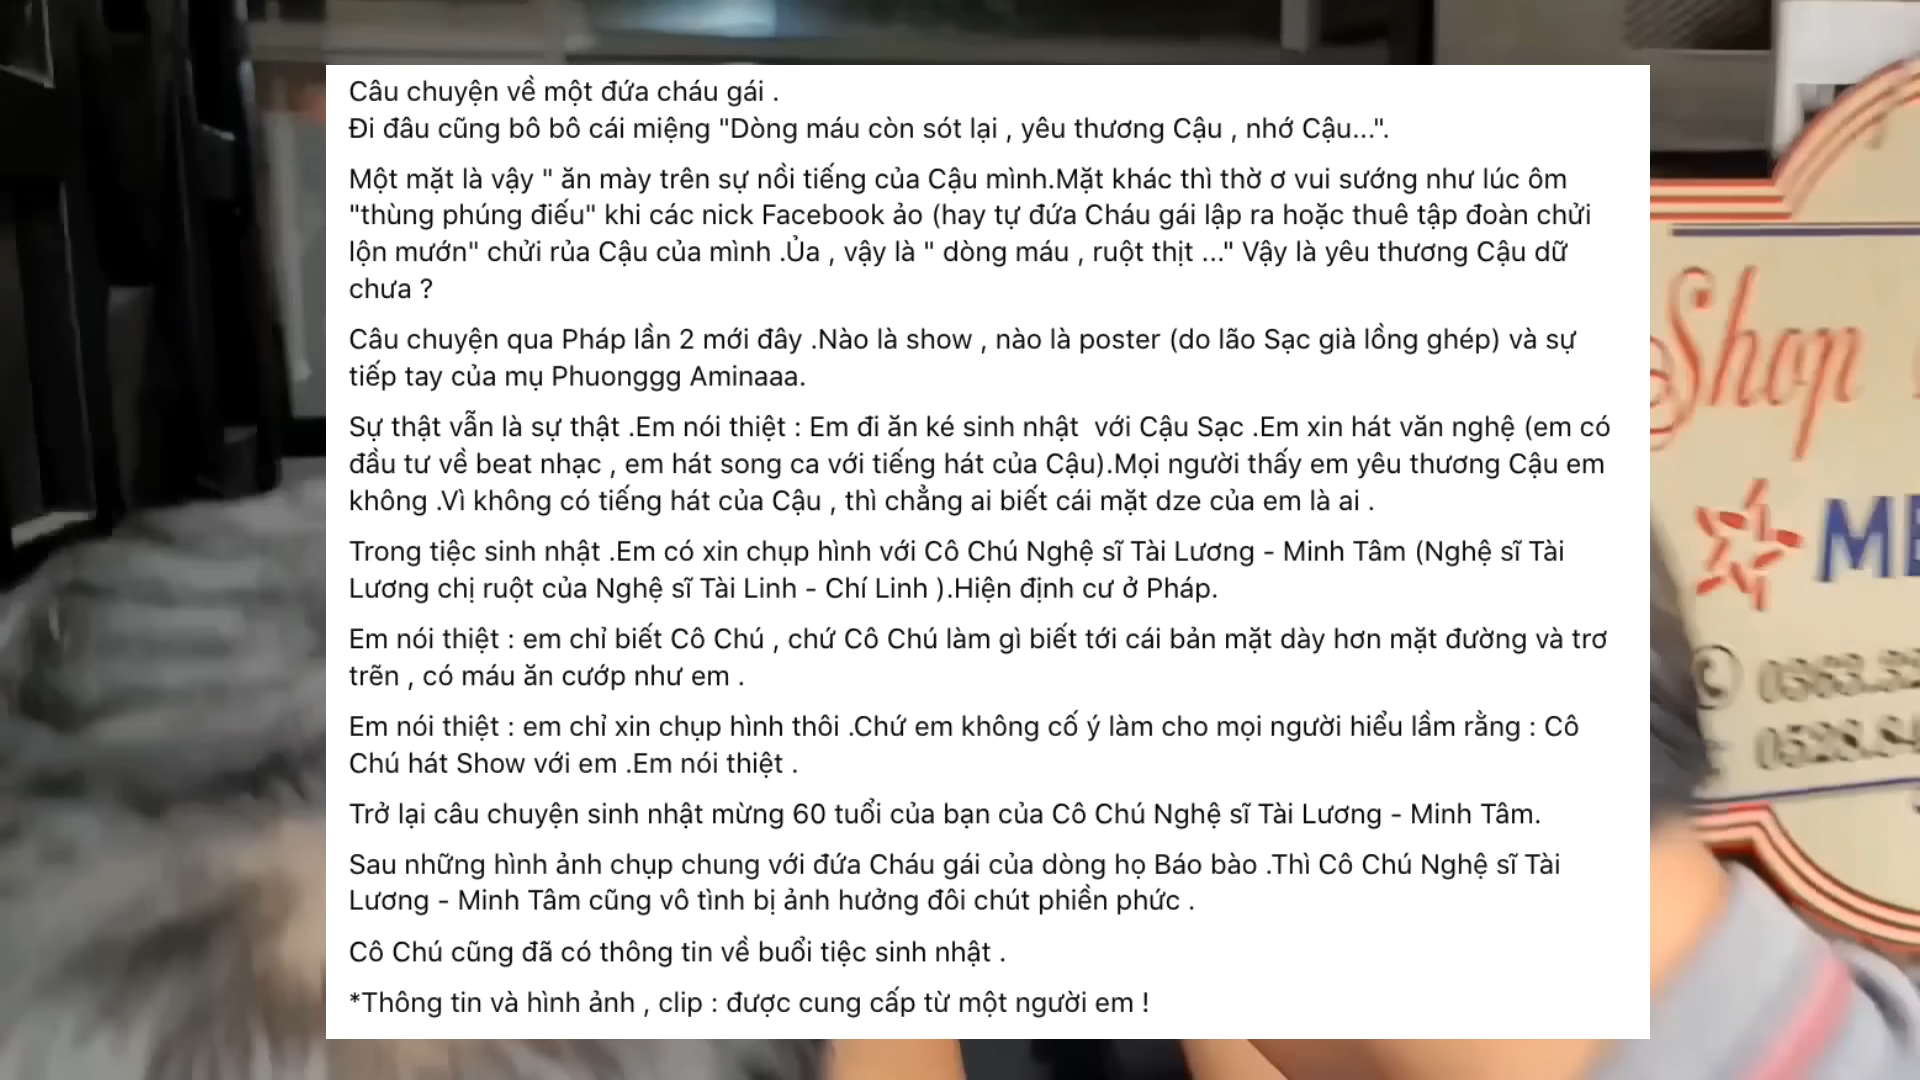 Câu chuyện về một đứa cháu gái .
Đi đâu cũng bô bô cái miệng "Dòng máu còn sót lại , yêu thương Cậu , nhớ Cậu...".
Một mặt là vậy " ăn mày trên sự nồi tiếng của Cậu mình.Mặt khác thì thờ ơ vui sướng như lúc ôm
"thùng phúng điếu" khi các nick Facebook ảo (hay tự đứa Cháu gái lập ra hoặc thuê tập đoàn chửi
lộn mướn" chửi rủa Cậu của mình .Ủa , vậy là " dòng máu , ruột thịt ..." Vậy là yêu thương Cậu dữ
chưa ?
Câu chuyện qua Pháp lần 2 mới đây .Nào là show , nào là poster (do lão Sạc già lồng ghép) và sự
tiếp tay của mụ Phuonggg Aminaaa.
Sự thật vẫn là sự thật .Em nói thiệt : Em đi ăn ké sinh nhật với Cậu Sạc .Em xin hát văn nghệ (em có
đầu tư về beat nhạc , em hát song ca với tiếng hát của Cậu).Mọi người thấy em yêu thương Cậu em
không .Vì không có tiếng hát của Cậu , thì chẳng ai biết cái mặt dze của em là ai .
Trong tiệc sinh nhật .Em có xin chụp hình với Cô Chú Nghệ sĩ Tài Lương - Minh Tâm (Nghệ sĩ Tài
Lương chị ruột của Nghệ sĩ Tài Linh - Chí Linh ).Hiện định cư ở Pháp.
Em nói thiệt : em chỉ biết Cô Chú , chứ Cô Chú làm gì biết tới cái bản mặt dày hơn mặt đường và trơ
trẽn , có máu ăn cướp như em .
Em nói thiệt : em chỉ xin chụp hình thôi .Chứ em không cố ý làm cho mọi người hiểu lầm rằng : Cô
Chú hát Show với em .Em nói thiệt .
Trở lại câu chuyện sinh nhật mừng 60 tuổi của bạn của Cô Chú Nghệ sĩ Tài Lương - Minh Tâm.
Sau những hình ảnh chụp chung với đứa Cháu gái của dòng họ Báo bào .Thì Cô Chú Nghệ sĩ Tài
Lương - Minh Tâm cũng vô tình bị ảnh hưởng đôi chút phiền phức .
Cô Chú cũng đã có thông tin về buổi tiệc sinh nhật .
*Thông tin và hình ảnh , clip : được cung cấp từ một người em !
Shop
ME